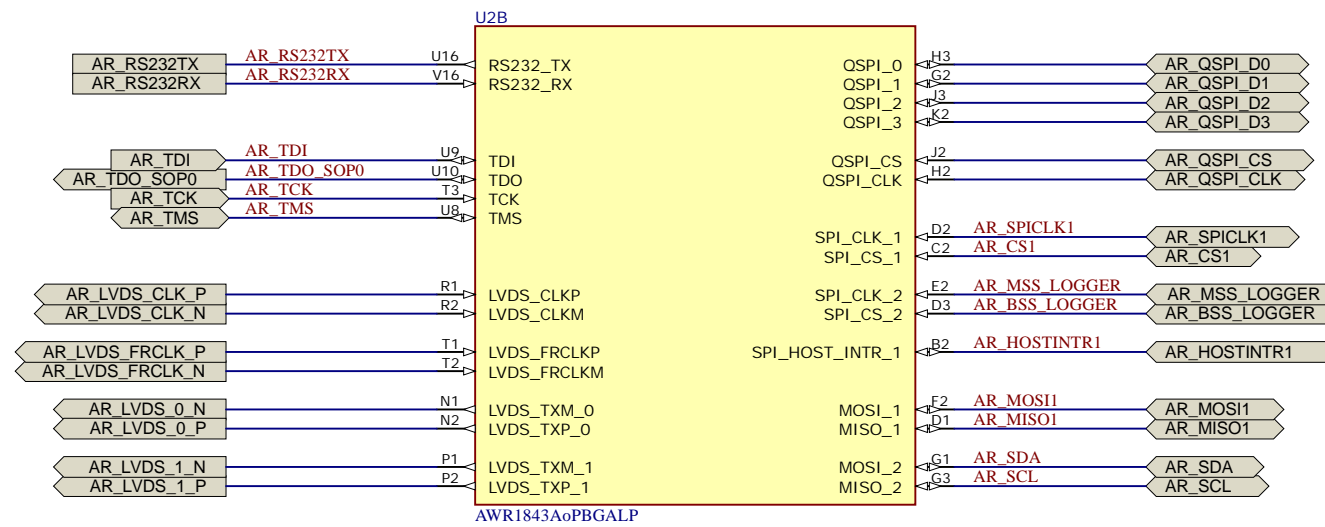 U2B
AR_RS232TX AR_RS232TX U16 RS232_TX QSPI_0 H3 AR_QSPI_D0
AR_RS232RX AR_RS232RX V16 RS232_RX QSPI_1 G2 AR_QSPI_D1
QSPI_2 J3 AR_QSPI_D2
QSPI_3 K2 AR_QSPI_D3
AR_TDI AR_TDI U9 TDI QSPI_CS J2 AR_QSPI_CS
AR_TDO_SOP0 AR_TDO_SOP0 U10 TDO QSPI_CLK H2 AR_QSPI_CLK
AR_TCK AR_TCK T3 TCK
AR_TMS AR_TMS U8 TMS
SPI_CLK_1 D2 AR_SPICLK1 AR_SPICLK1
SPI_CS_1 C2 AR_CS1 AR_CS1
AR_LVDS_CLK_P R1 LVDS_CLKP SPI_CLK_2 E2 AR_MSS_LOGGER AR_MSS_LOGGER
AR_LVDS_CLK_N R2 LVDS_CLKM SPI_CS_2 D3 AR_BSS_LOGGER AR_BSS_LOGGER
AR_LVDS_FRCLK_P T1 LVDS_FRCLKP SPI_HOST_INTR_1 B2 AR_HOSTINTR1 AR_HOSTINTR1
AR_LVDS_FRCLK_N T2 LVDS_FRCLKM
AR_LVDS_0_N N1 LVDS_TXM_0 MOSI_1 F2 AR_MOSI1 AR_MOSI1
AR_LVDS_0_P N2 LVDS_TXP_0 MISO_1 D1 AR_MISO1 AR_MISO1
AR_LVDS_1_N P1 LVDS_TXM_1 MOSI_2 G1 AR_SDA AR_SDA
AR_LVDS_1_P P2 LVDS_TXP_1 MISO_2 G3 AR_SCL AR_SCL
AWR1843AoPBGALP